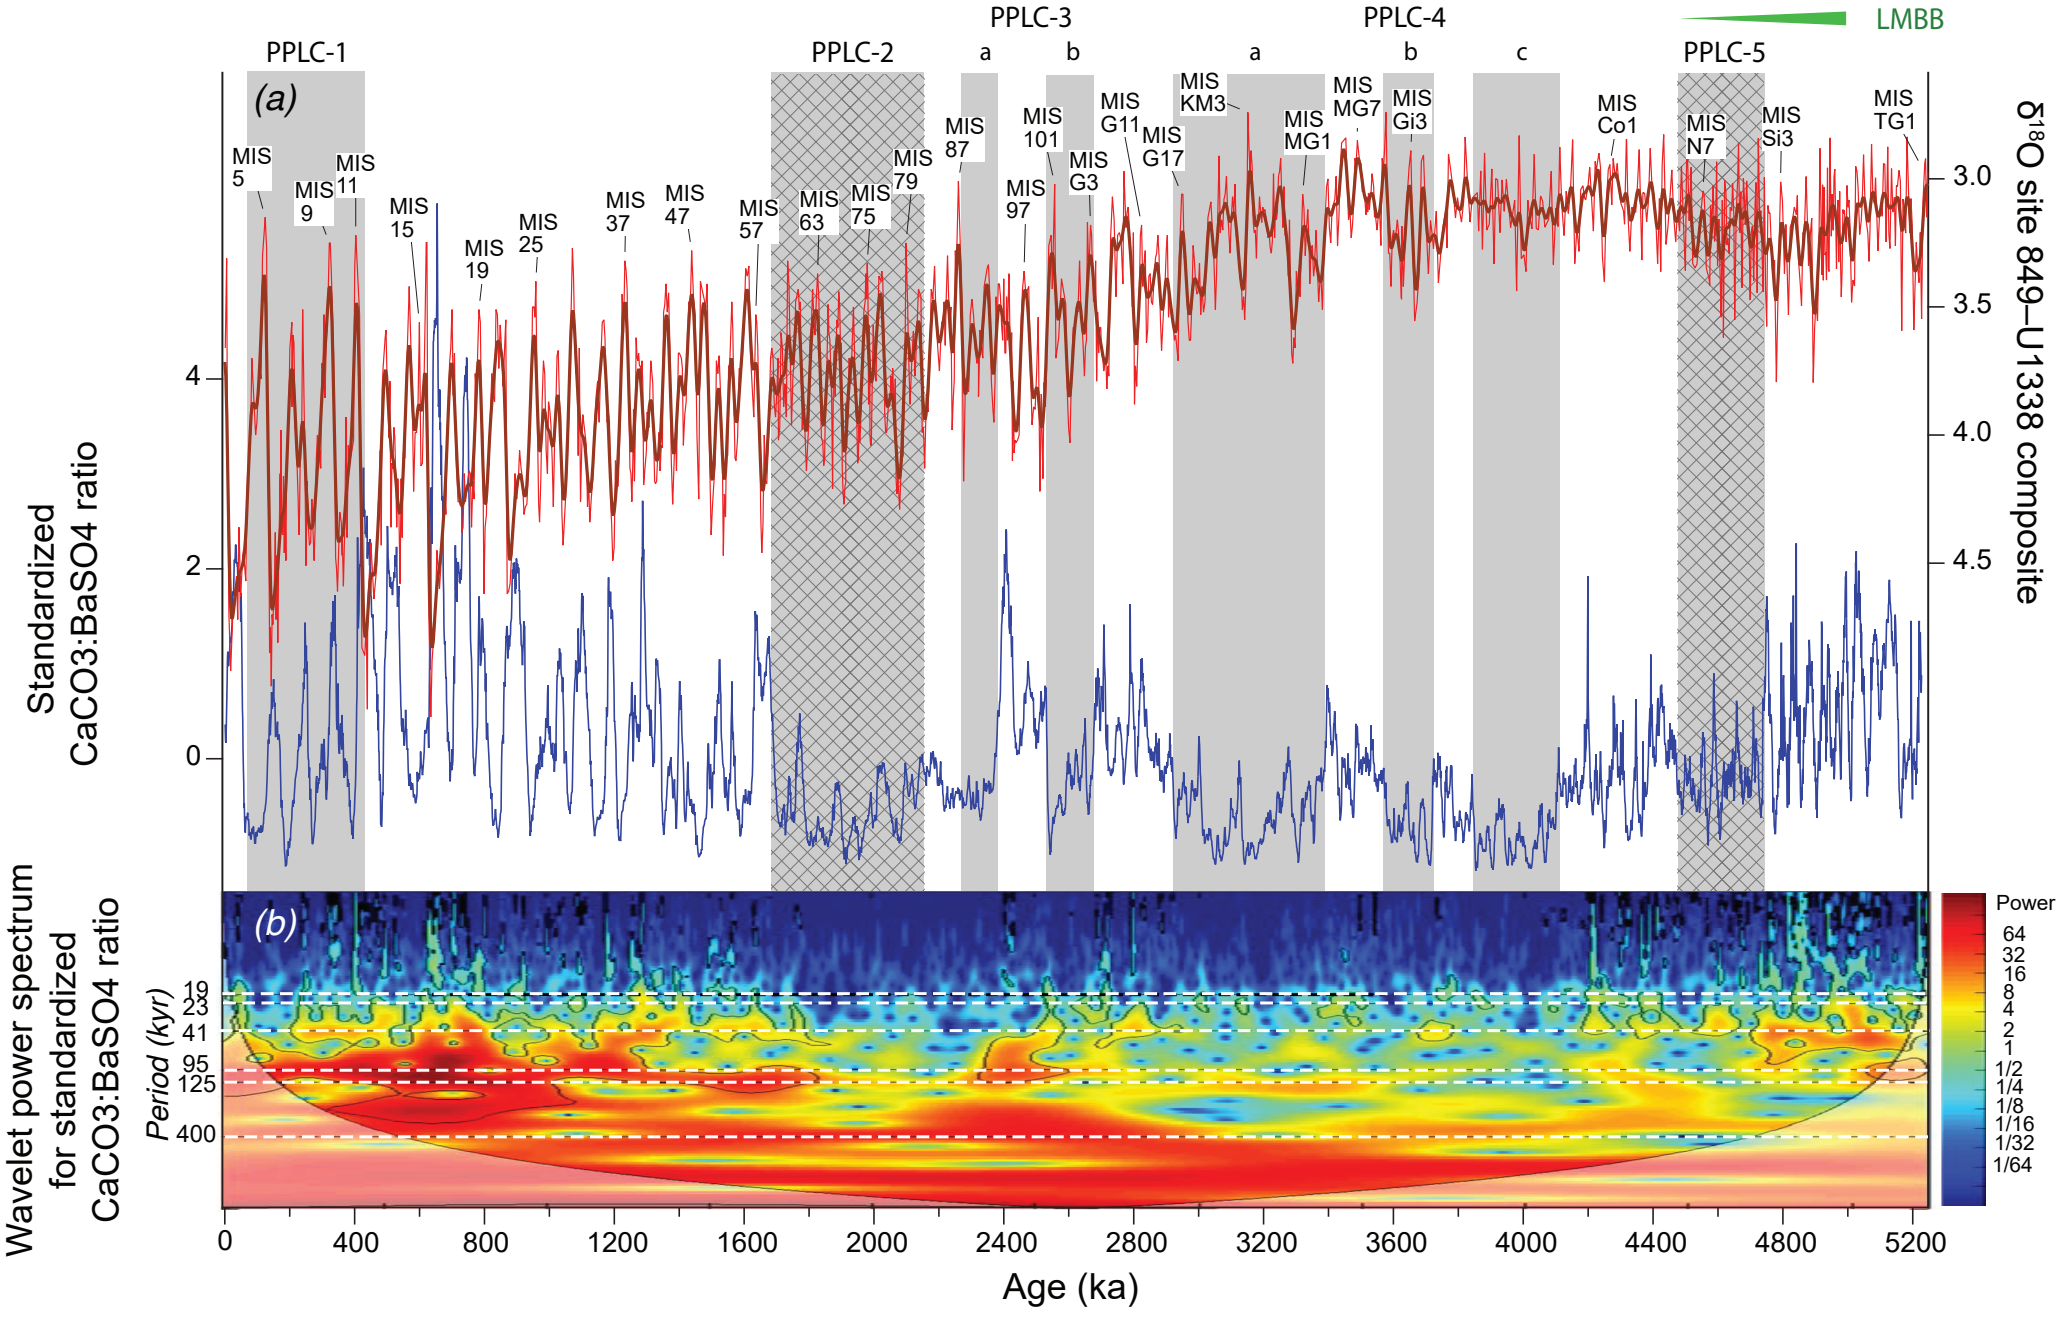 PPLC-3
PPLC-4
LMBB
PPLC-1
PPLC-2
a
b
a
b
c
PPLC-5
(a)
MIS
5
MIS
9
MIS
11
MIS
15
MIS
19
MIS
25
MIS
37
MIS
47
MIS
57
MIS
63
MIS
75
MIS
79
MIS
87
MIS
97
MIS
101
MIS
G3
MIS
G11
MIS
G17
MIS
KM3
MIS
MG1
MIS
MG7
MIS
Gi3
MIS
Co1
MIS
N7
MIS
Si3
MIS
TG1
4
2
0
Standardized
CaCO3:BaSO4 ratio
3.0
3.5
4.0
4.5
δ18O site 849–U1338 composite
(b)
Wavelet power spectrum
for standardized
CaCO3:BaSO4 ratio
Period (kyr)
19
23
41
95
125
400
Power
64
32
16
8
4
2
1
1/2
1/4
1/8
1/16
1/32
1/64
0
400
800
1200
1600
2000
2400
2800
3200
3600
4000
4400
4800
5200
Age (ka)